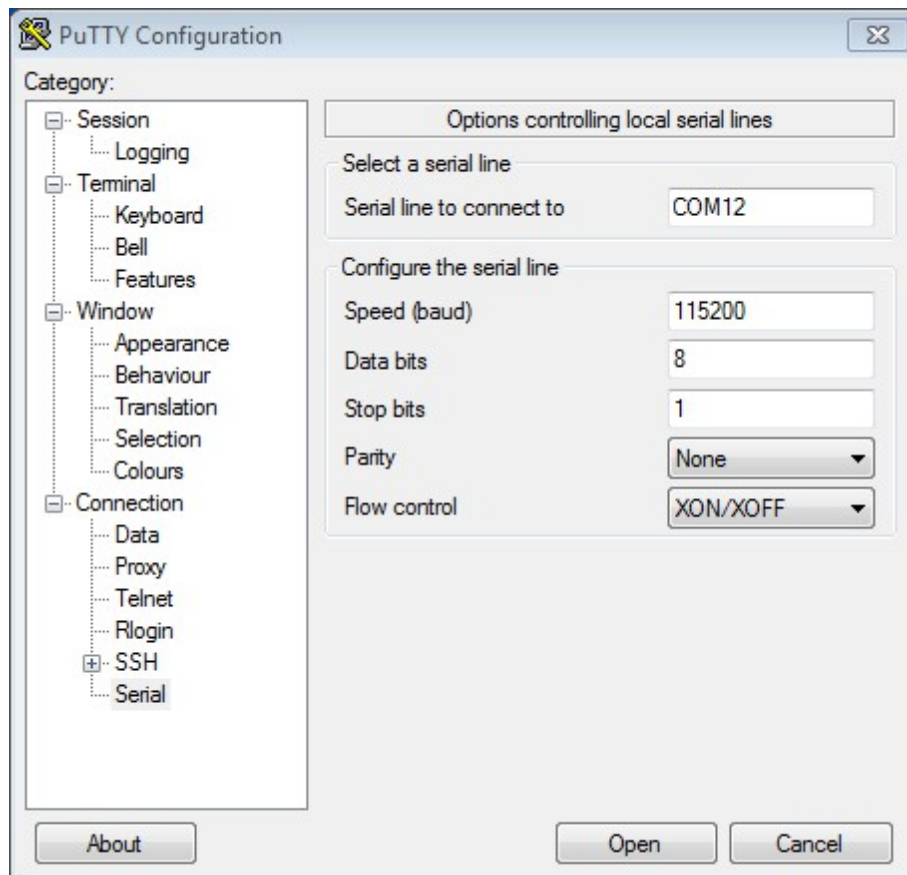 PuTTY Configuration
Category:
Session
Logging
Terminal
Keyboard
Bell
Features
Window
Appearance
Behaviour
Translation
Selection
Colours
Connection
Data
Proxy
Telnet
Rlogin
SSH
Serial
Options controlling local serial lines
Select a serial line
Serial line to connect to COM12
Configure the serial line
Speed (baud) 115200
Data bits 8
Stop bits 1
Parity None
Flow control XON/XOFF
About Open Cancel